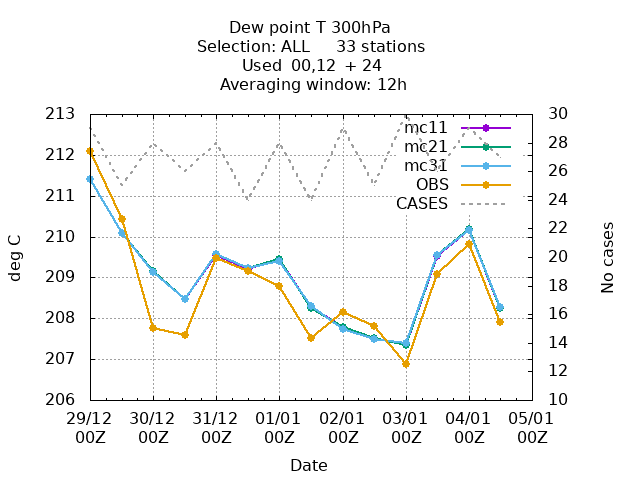 Dew point T 300hPa
Selection: ALL 33 stations
Used 00,12 + 24
Averaging window: 12h
213
212
211
210
209
208
207
206
deg C
30
28
26
24
22
20
18
16
14
12
10
No cases
mc11
mc21
mc31
OBS
CASES
29/12 30/12 31/12 01/01 02/01 03/01 04/01 05/01
00Z 00Z 00Z 00Z 00Z 00Z 00Z 00Z
Date